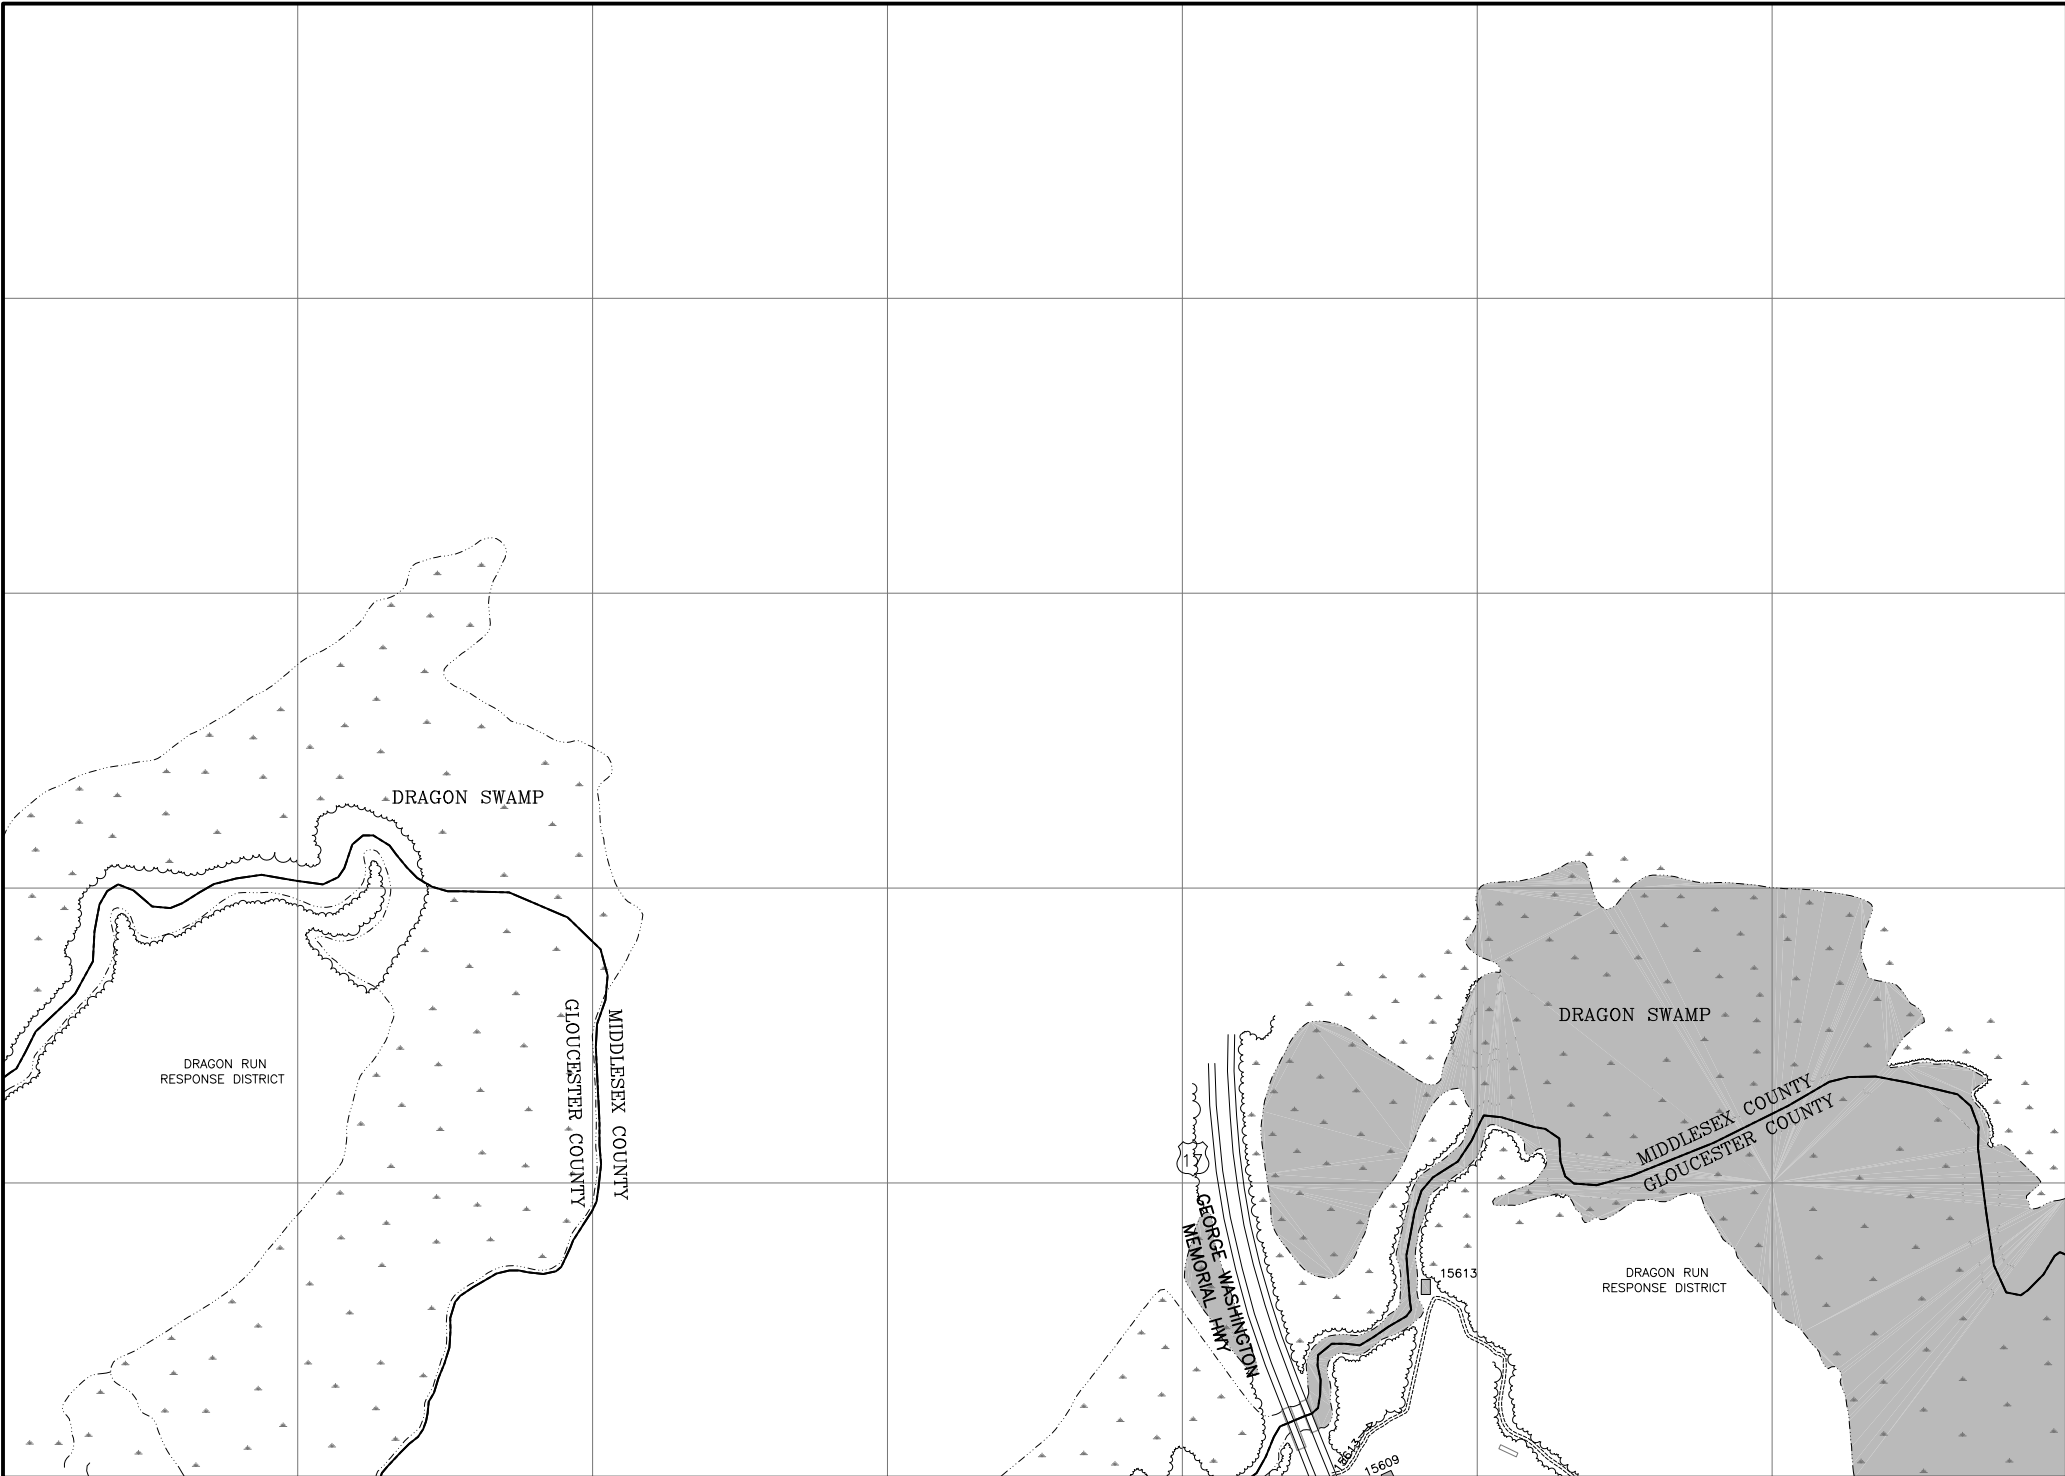 DRAGON SWAMP
DRAGON RUN
RESPONSE DISTRICT
GLOUCESTER COUNTY
MIDDLESEX COUNTY
DRAGON SWAMP
MIDDLESEX COUNTY
GLOUCESTER COUNTY
17
GEORGE WASHINGTON
MEMORIAL HWY
15613
DRAGON RUN
RESPONSE DISTRICT
15609